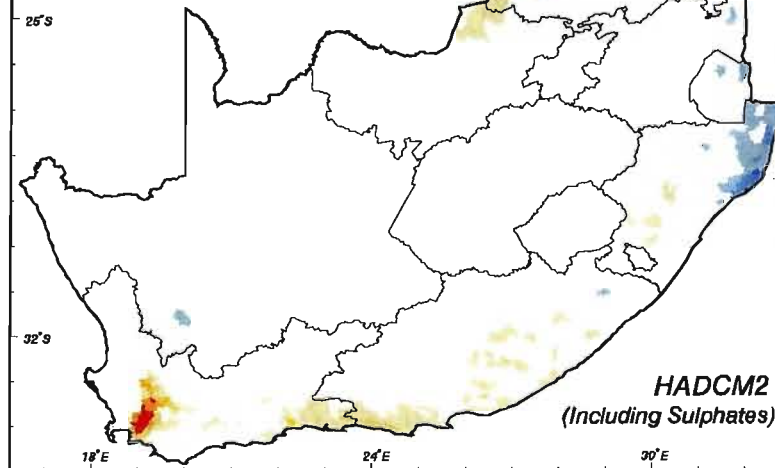 25°S
32°S
HADCM2
(Including Sulphates)
18°E
24°E
30°E